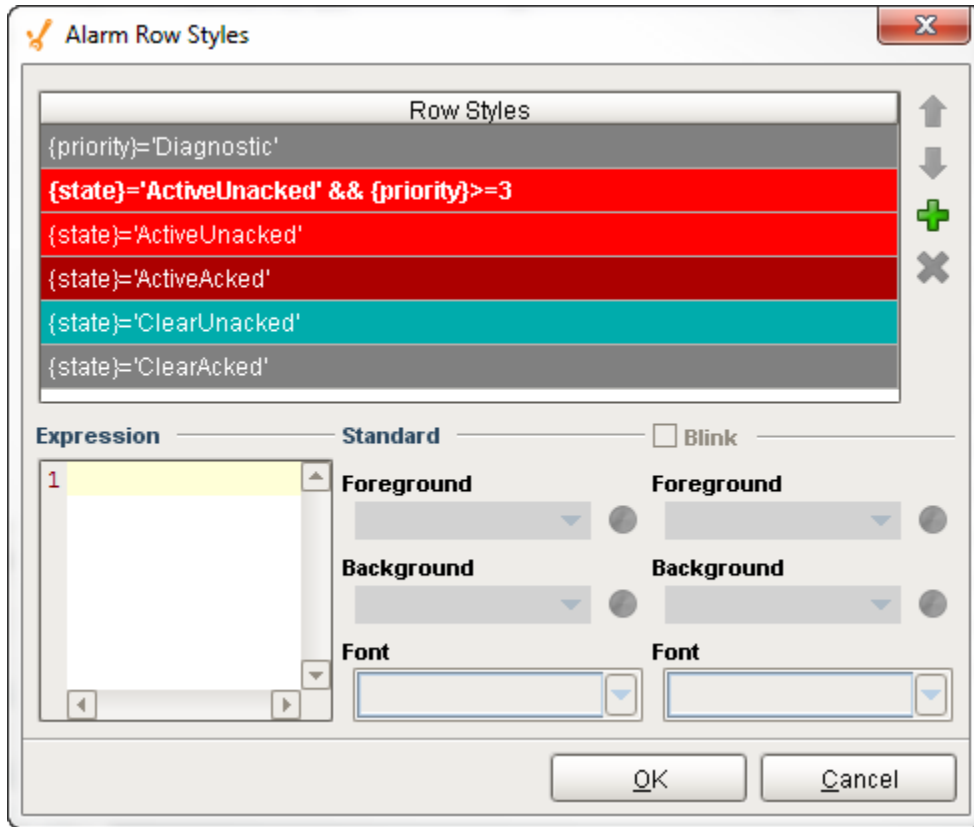 Alarm Row Styles
Row Styles
{priority}='Diagnostic'
{state}='ActiveUnacked' && {priority}>=3
{state}='ActiveUnacked'
{state}='ActiveAcked'
{state}='ClearUnacked'
{state}='ClearAcked'
Expression Standard Blink
1
Foreground Foreground
Background Background
Font Font
OK Cancel